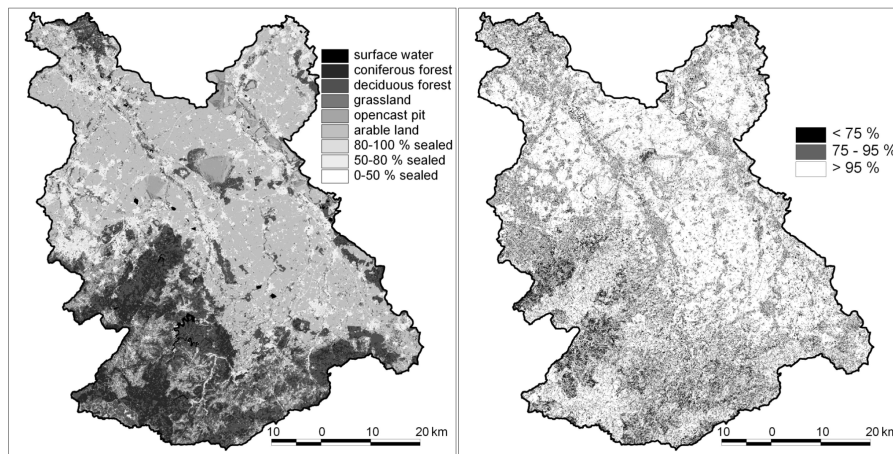 surface water
coniferous forest
deciduous forest
grassland
opencast pit
arable land
80-100 % sealed
50-80 % sealed
0-50 % sealed
10 0 10 20 km
< 75 %
75 - 95 %
> 95 %
10 0 10 20 km